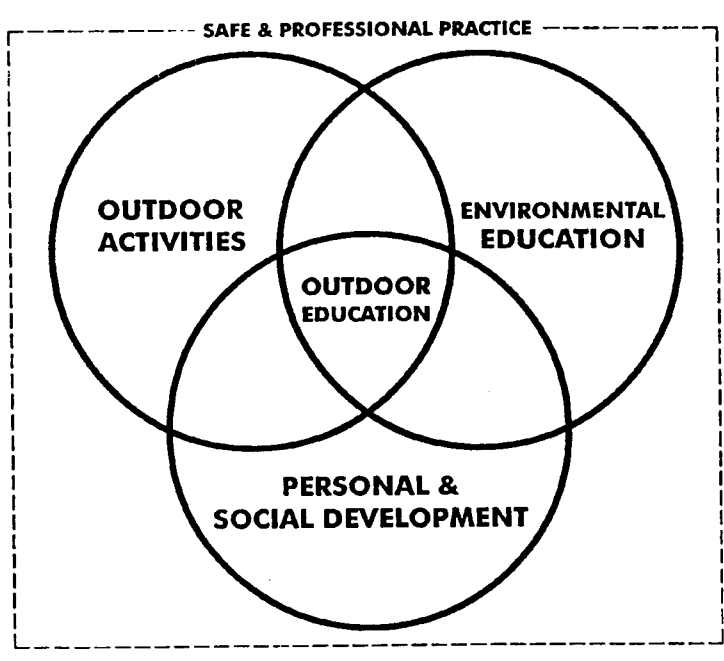 SAFE & PROFESSIONAL PRACTICE
OUTDOOR
ACTIVITIES
ENVIRONMENTAL
EDUCATION
OUTDOOR
EDUCATION
PERSONAL &
SOCIAL DEVELOPMENT